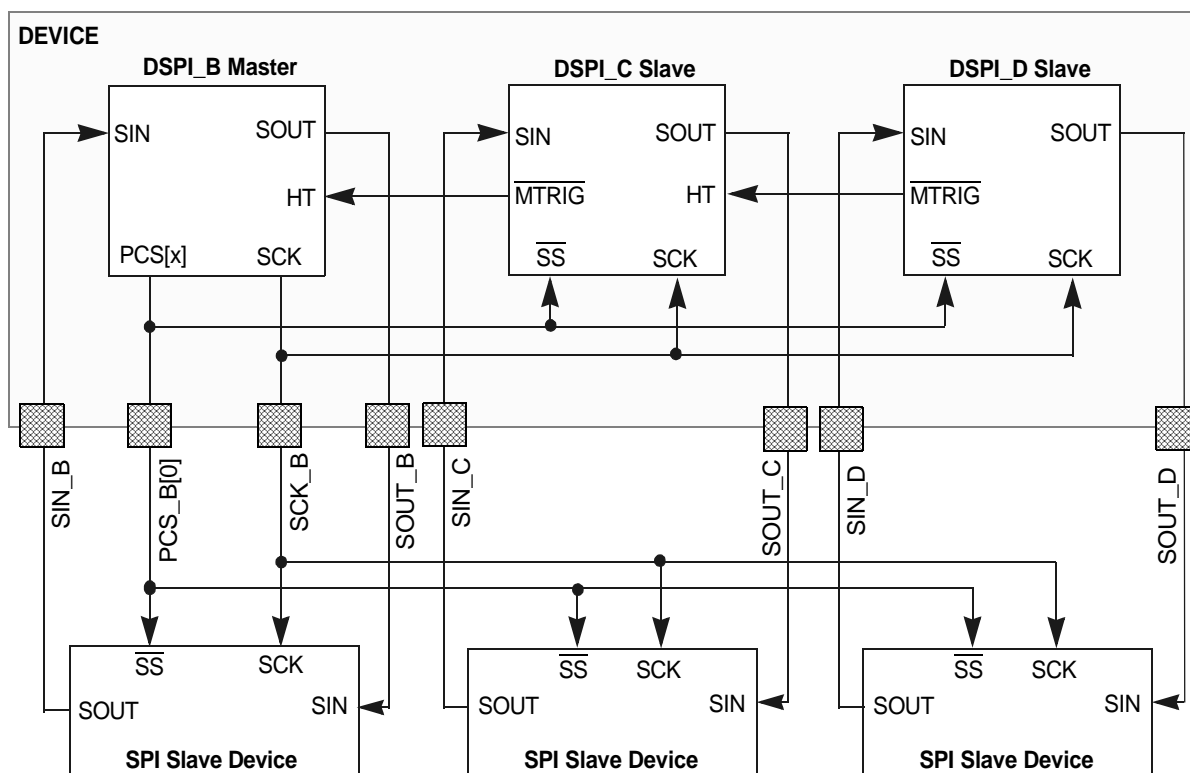 DEVICE
DSPI_B Master
DSPI_C Slave
DSPI_D Slave
SIN
SOUT
HT
PCS[x]
SCK
SIN
SOUT
MTRIG
HT
SS
SCK
SIN
SOUT
MTRIG
SS
SCK
SIN_B
PCS_B[0]
SCK_B
SOUT_B
SIN_C
SOUT_C
SIN_D
SOUT_D
SS
SCK
SOUT
SIN
SPI Slave Device
SS
SCK
SOUT
SIN
SPI Slave Device
SS
SCK
SOUT
SIN
SPI Slave Device